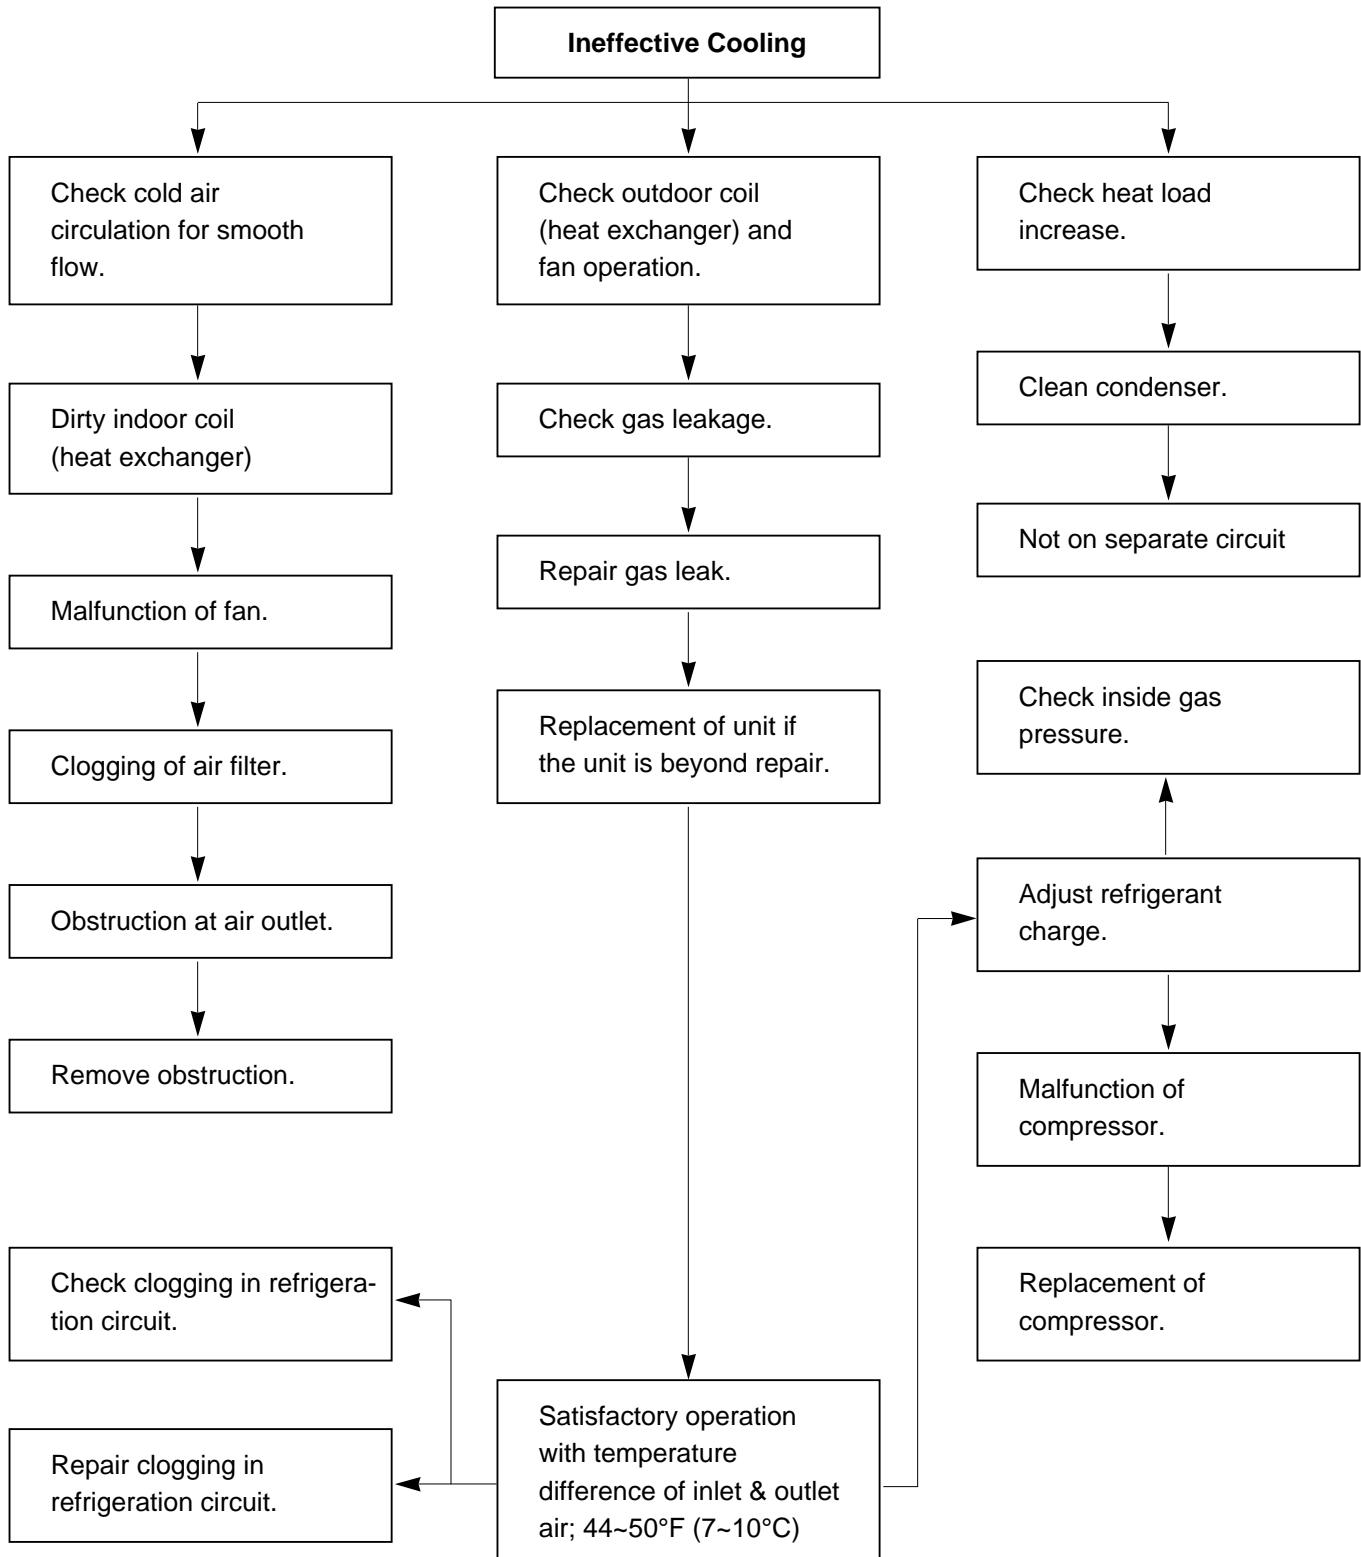 Ineffective Cooling
Check cold air
circulation for smooth
flow.
Dirty indoor coil
(heat exchanger)
Malfunction of fan.
Clogging of air filter.
Obstruction at air outlet.
Remove obstruction.
Check outdoor coil
(heat exchanger) and
fan operation.
Check gas leakage.
Repair gas leak.
Replacement of unit if
the unit is beyond repair.
Check heat load
increase.
Clean condenser.
Not on separate circuit
Check inside gas
pressure.
Adjust refrigerant
charge.
Malfunction of
compressor.
Replacement of
compressor.
Check clogging in refrigera-
tion circuit.
Repair clogging in
refrigeration circuit.
Satisfactory operation
with temperature
difference of inlet & outlet
air; 44~50°F (7~10°C)